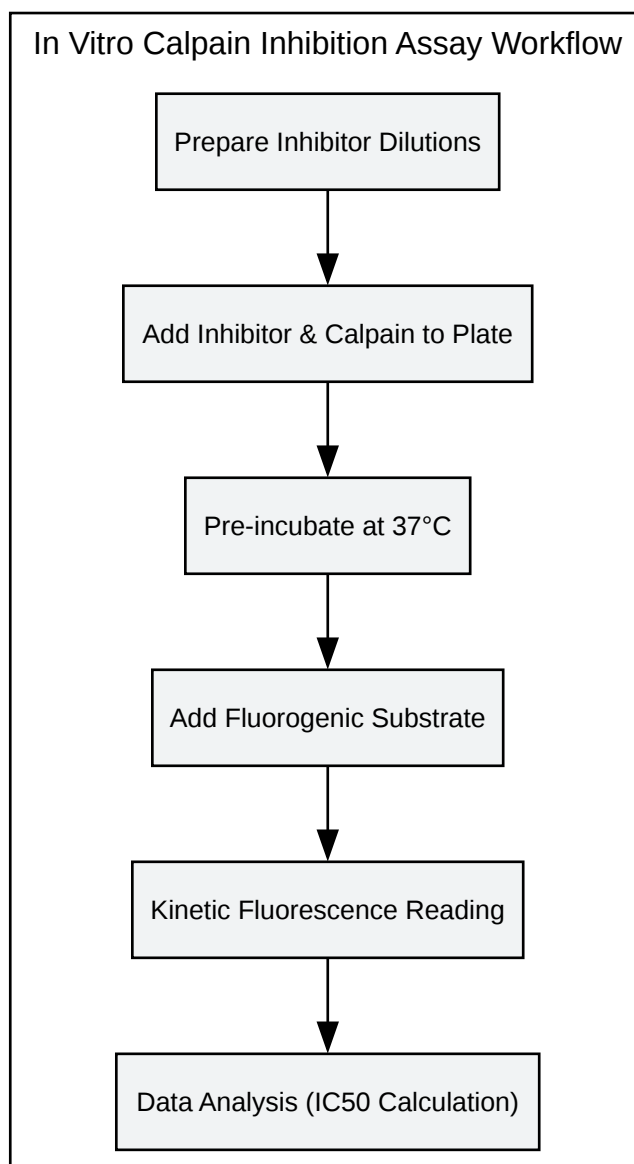 In Vitro Calpain Inhibition Assay Workflow
Prepare Inhibitor Dilutions
Add Inhibitor & Calpain to Plate
Pre-incubate at 37°C
Add Fluorogenic Substrate
Kinetic Fluorescence Reading
Data Analysis (IC50 Calculation)